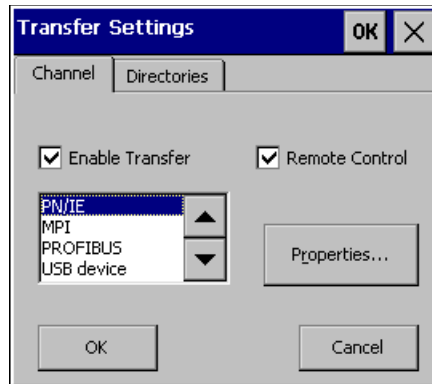 Transfer Settings OK
Channel Directories
Enable Transfer Remote Control
PN/IE
MPI
PROFIBUS
USB device
Properties...
OK Cancel